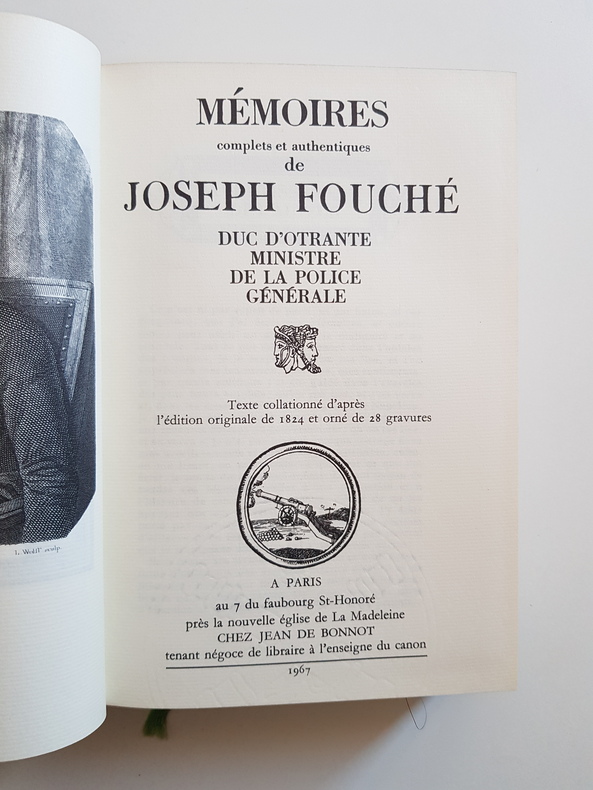 MÉMOIRES
complets et authentiques
de
JOSEPH FOUCHÉ
DUC D'OTRANTE
MINISTRE
DE LA POLICE
GÉNÉRALE
Texte collationné d'après
l'édition originale de 1824 et orné de 28 gravures
A PARIS
au 7 du faubourg St-Honoré
près la nouvelle église de La Madeleine
CHEZ JEAN DE BONNOT
tenant négoce de libraire à l'enseigne du canon
1967